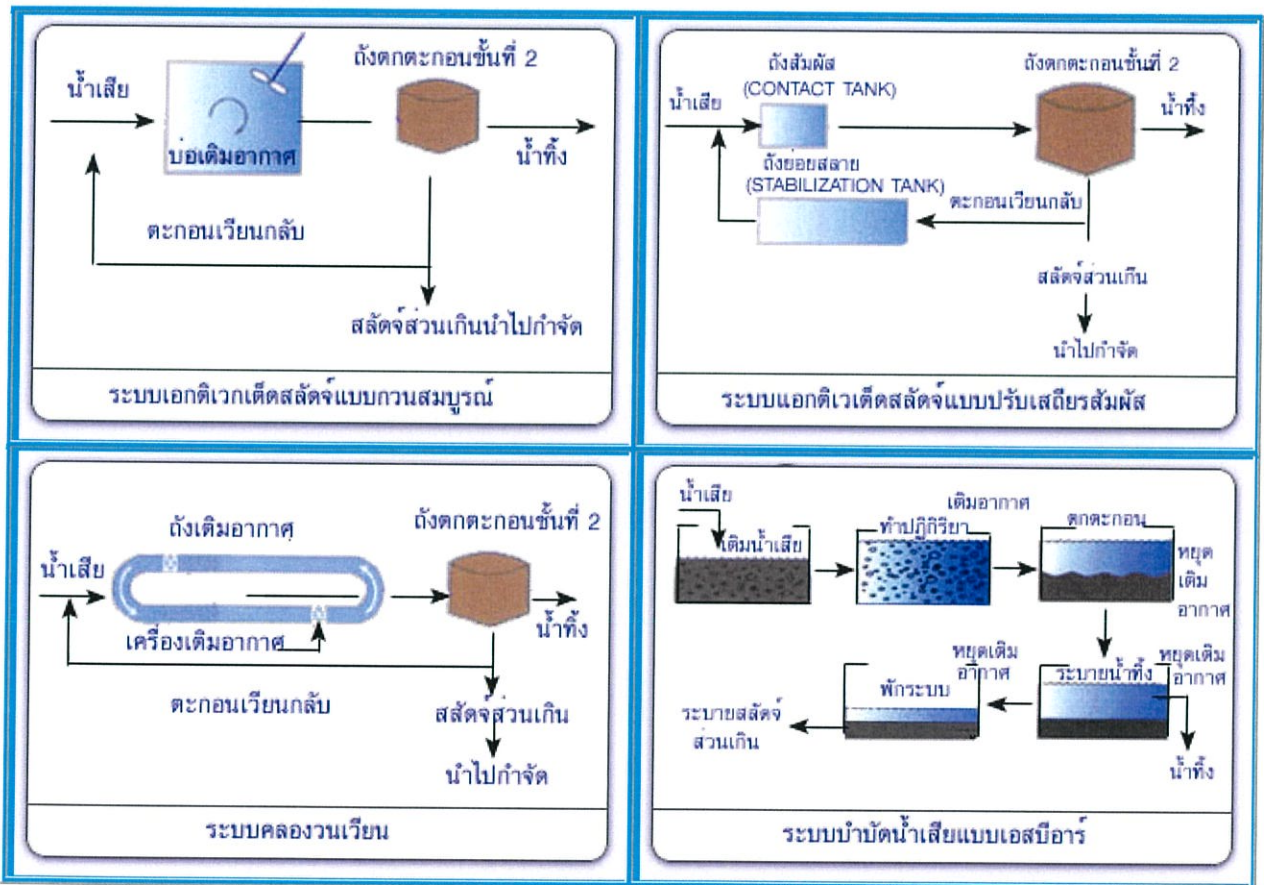 ถังตกตะกอนชั้นที่ 2
น้ำเสีย
บ่อเติมอากาศ
น้ำทิ้ง
ตะกอนเวียนกลับ
สลัดจ์ส่วนเกินนำไปกำจัด
ระบบเอกติเวกเต็ดสลัดจ์แบบกวนสมบูรณ์
ถังสัมผัส
(CONTACT TANK)
ถังตกตะกอนชั้นที่ 2
น้ำเสีย
น้ำทิ้ง
ถังย่อยสลาย
(STABILIZATION TANK)
ตะกอนเวียนกลับ
สลัดจ์ส่วนเกิน
นำไปกำจัด
ระบบแอกติเวเต็ดสลัดจ์แบบปรับเสถียรสัมผัส
ถังเติมอากาศ
ถังตกตะกอนชั้นที่ 2
น้ำเสีย
น้ำทิ้ง
เครื่องเติมอากาศ
ตะกอนเวียนกลับ
สสัดจ์ส่วนเกิน
นำไปกำจัด
ระบบคลองวนเวียน
น้ำเสีย
เติมน้ำเสีย
เติมอากาศ
ทำปฏิกิริยา
ตกตะกอน
หยุด
เติม
อากาศ
หยุดเติม
อากาศ
ระบายน้ำทิ้ง
หยุดเติม
อากาศ
พักระบบ
ระบายสลัดจ์
ส่วนเกิน
น้ำทิ้ง
ระบบบำบัดน้ำเสียแบบเอสบีอาร์